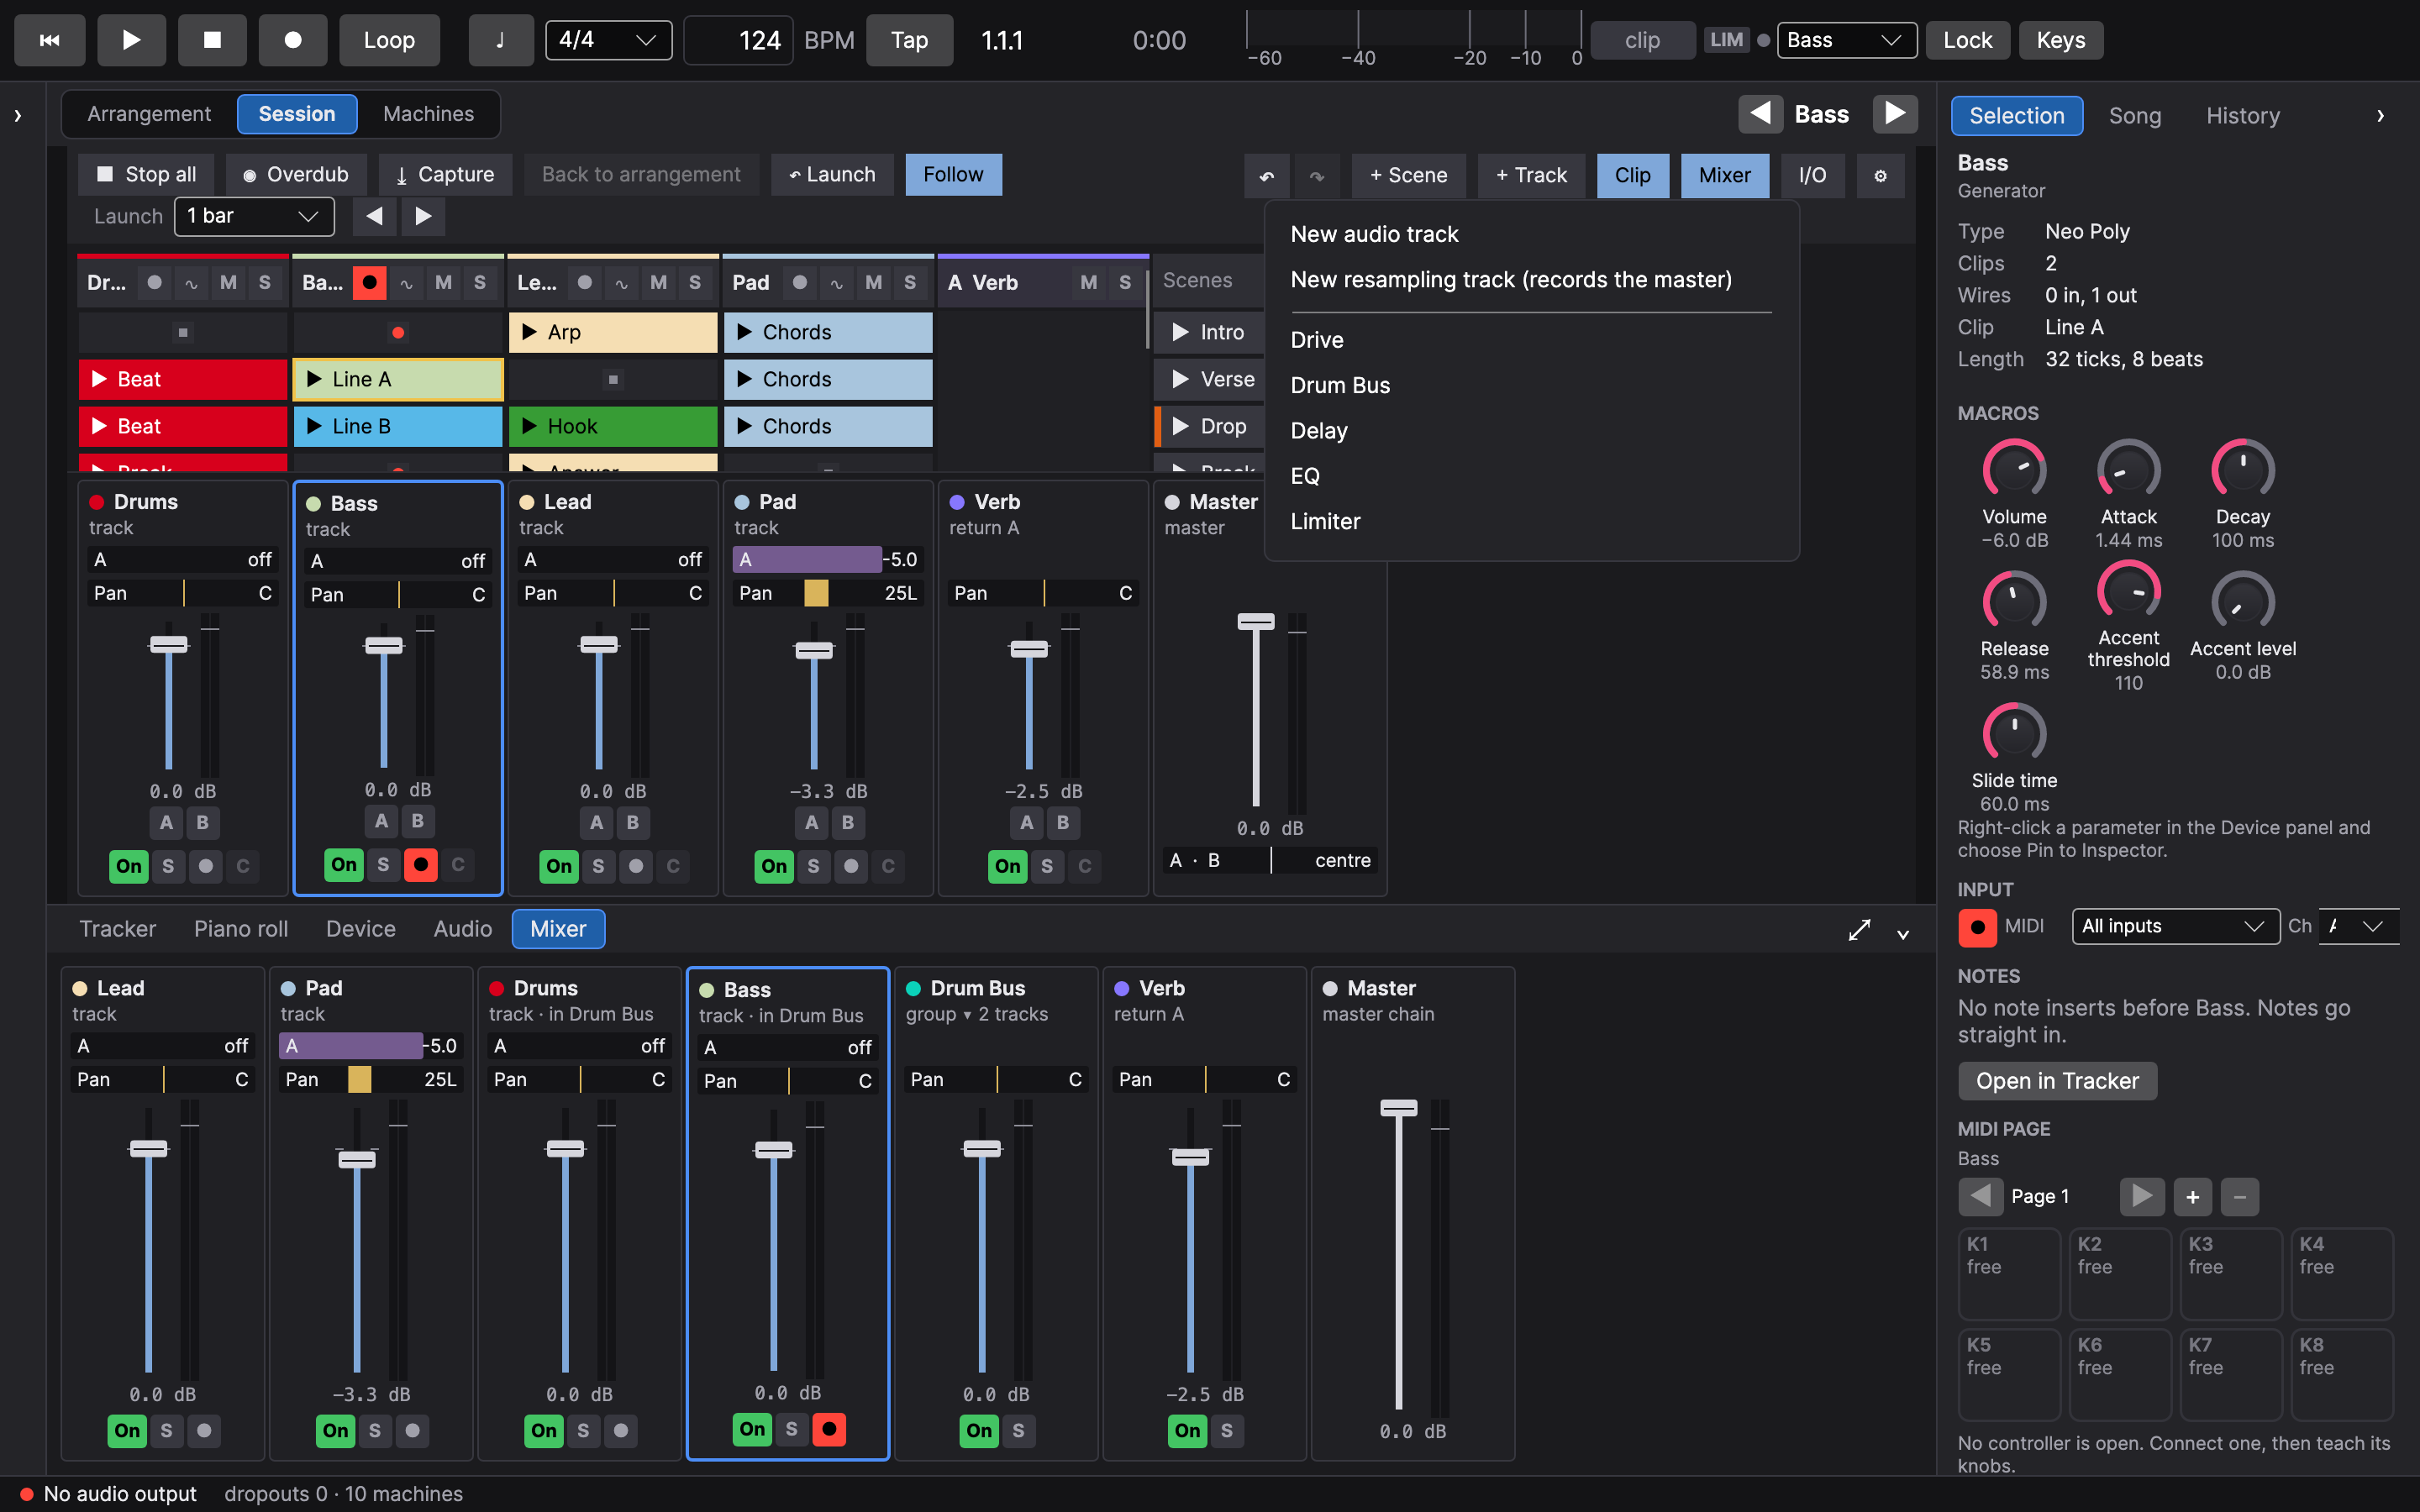 Loop
4/4
124 BPM
Tap
1.1.1
0:00
−60 −40 −20 −10 0
clip
LIM
Bass
Lock
Keys
Arrangement Session Machines
Bass
Selection Song History
Stop all
Overdub
Capture
Back to arrangement
Launch
Follow
+ Scene
+ Track
Clip
Mixer
I/O
Launch 1 bar
New audio track
New resampling track (records the master)
Drive
Drum Bus
Delay
EQ
Limiter
Dr... M S
Ba... M S
Le... M S
Pad M S
A Verb M S
Scenes
Arp Chords Intro
Beat Line A Chords Verse
Beat Line B Hook Chords Drop
Break Answer Break
Drums Bass Lead Pad Verb Master
track track track track return A master
A off A off A off A -5.0
Pan C Pan C Pan C Pan 25L Pan C
0.0 dB 0.0 dB 0.0 dB −3.3 dB −2.5 dB 0.0 dB
A B A B A B A B A B
A · B centre
On S C On S C On S C On S C On S C
Tracker Piano roll Device Audio Mixer
Lead Pad Drums Bass Drum Bus Verb Master
track track track · in Drum Bus track · in Drum Bus group ▾ 2 tracks return A master chain
A off A -5.0 A off A off
Pan C Pan 25L Pan C Pan C Pan C Pan C
0.0 dB −3.3 dB 0.0 dB 0.0 dB 0.0 dB −2.5 dB 0.0 dB
On S On S On S On S On S On S
Bass
Generator
Type Neo Poly
Clips 2
Wires 0 in, 1 out
Clip Line A
Length 32 ticks, 8 beats
MACROS
Volume Attack Decay
−6.0 dB 1.44 ms 100 ms
Release Accent threshold Accent level
58.9 ms 110 0.0 dB
Slide time
60.0 ms
Right-click a parameter in the Device panel and
choose Pin to Inspector.
INPUT
MIDI All inputs Ch
NOTES
No note inserts before Bass. Notes go
straight in.
Open in Tracker
MIDI PAGE
Bass
Page 1 + −
K1 K2 K3 K4
free free free free
K5 K6 K7 K8
free free free free
No controller is open. Connect one, then teach its
knobs.
No audio output dropouts 0 · 10 machines